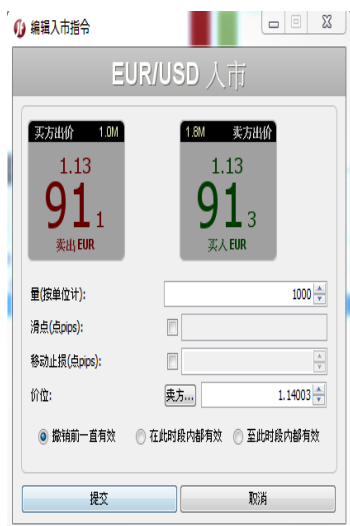 编辑入市指令
EUR/USD 入市
买方出价 1.0M
1.13
91 1
卖出 EUR
1.8M 卖方出价
1.13
91 3
买入 EUR
量(按单位计): 1000
滑点(点pips):
移动止损(点pips):
价位: 卖方... 1.14003
撤销前一直有效 在此时段内都有效 至此时段内都有效
提交 取消